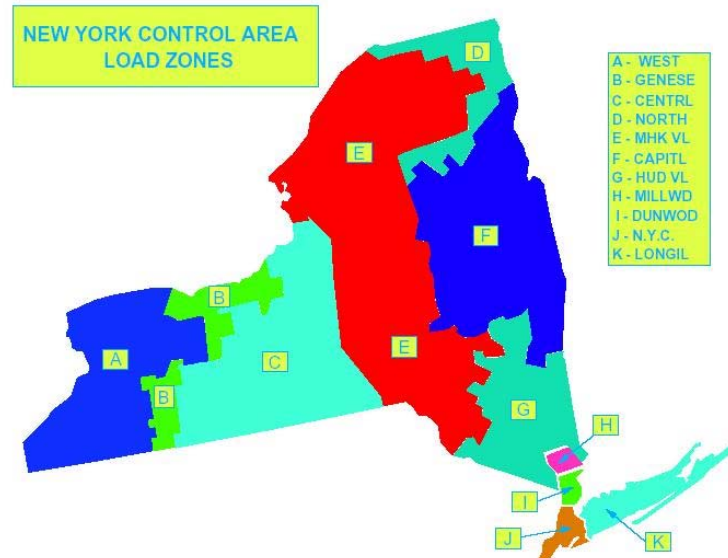 NEW YORK CONTROL AREA
LOAD ZONES
A - WEST
B - GENESE
C - CENTRL
D - NORTH
E - MHK VL
F - CAPITL
G - HUD VL
H - MILLWD
I - DUNWOD
J - N.Y.C.
K - LONGIL
D
E
F
B
A
C
E
B
G
H
I
J
K